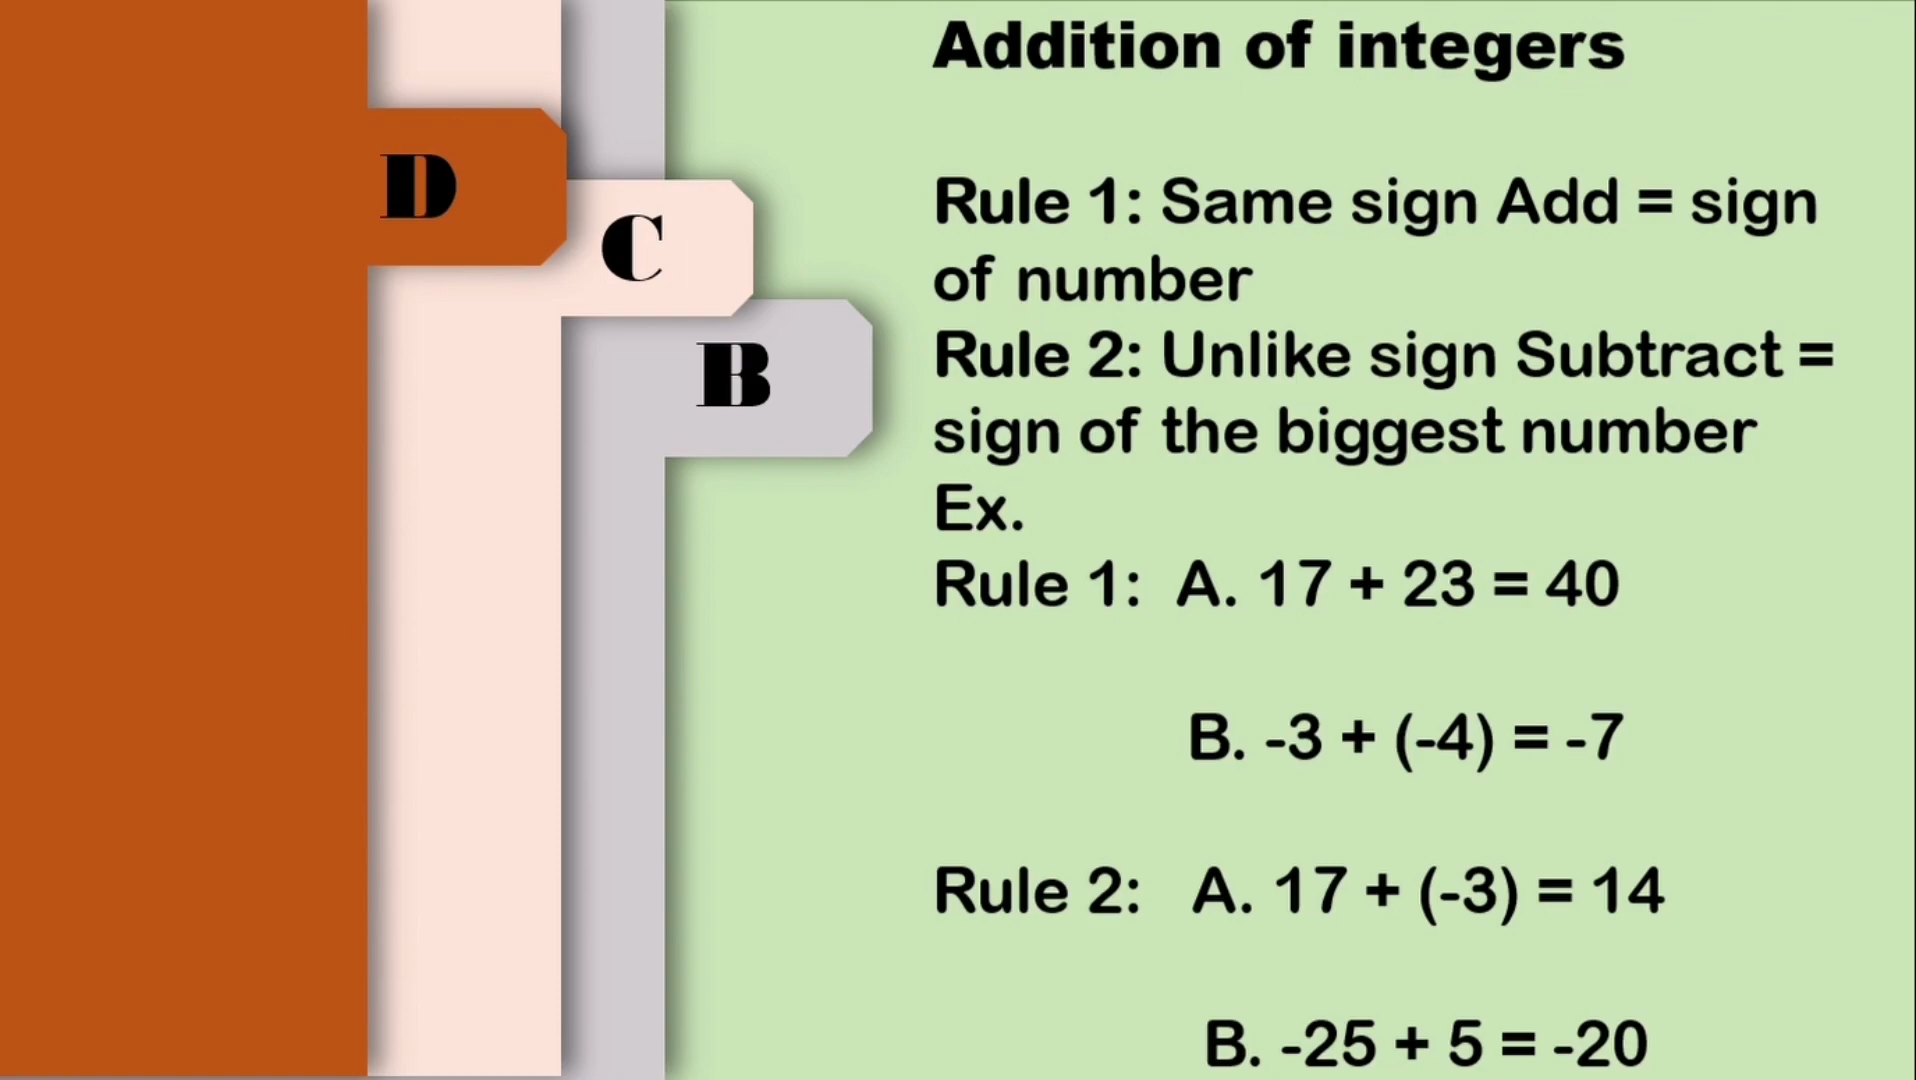 D
C
B
Addition of integers
Rule 1: Same sign Add = sign
of number
Rule 2: Unlike sign Subtract =
sign of the biggest number
Ex.
Rule 1: A. 17 + 23 = 40
B. -3 + (-4) = -7
Rule 2: A. 17 + (-3) = 14
B. -25 + 5 = -20